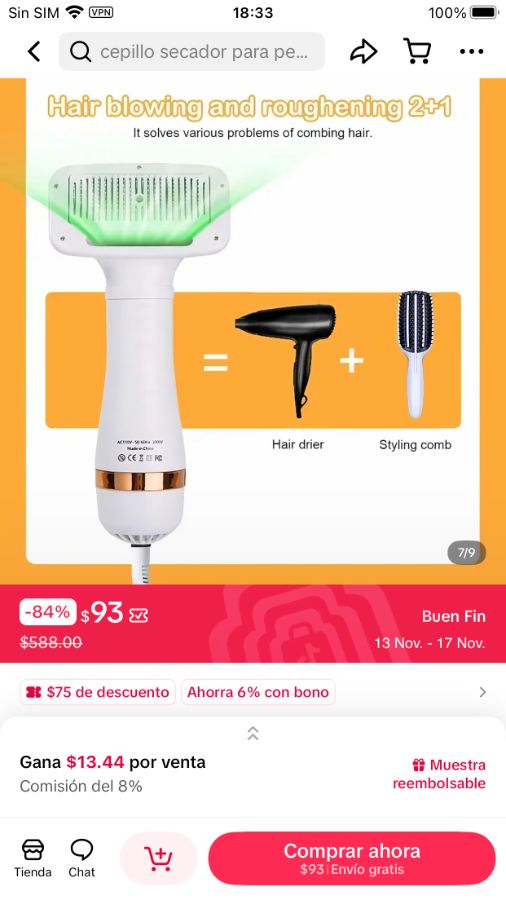 Sin SIM VPN 18:33 100%
cepillo secador para pe...
Hair blowing and roughening 2+1
It solves various problems of combing hair.
= +
Hair drier Styling comb
Made in China
7/9
-84% $93 Buen Fin
$588.00 13 Nov. - 17 Nov.
$75 de descuento Ahorra 6% con bono
Gana $13.44 por venta Muestra
Comisión del 8% reembolsable
Comprar ahora
Tienda Chat $93 Envío gratis